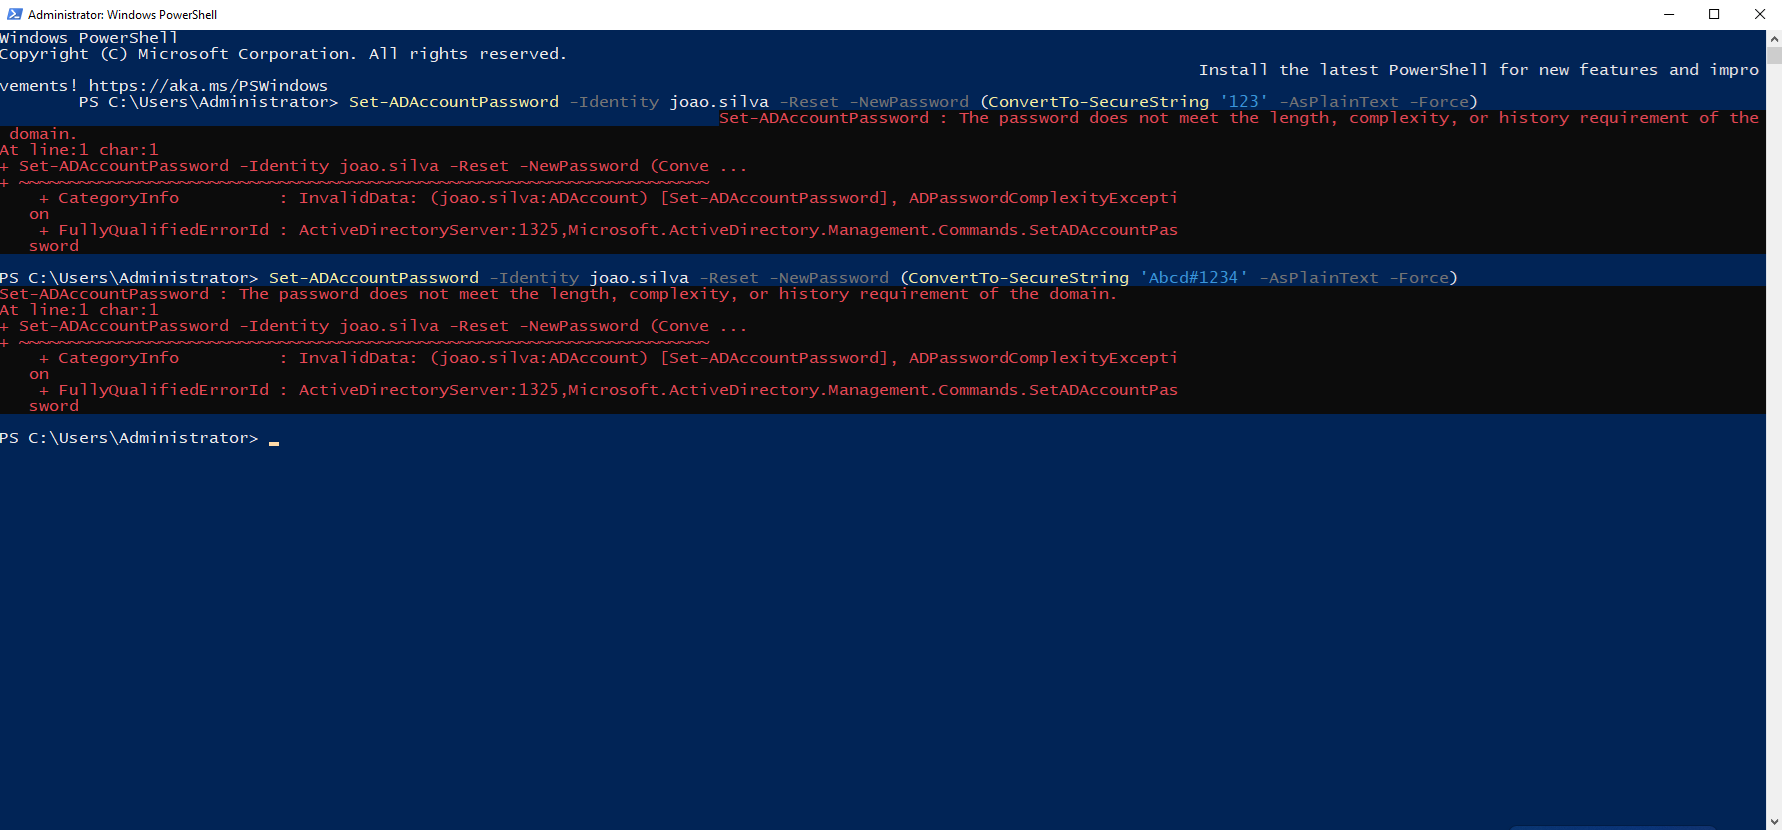 Administrator: Windows PowerShell
Windows PowerShell
Copyright (C) Microsoft Corporation. All rights reserved.
Install the latest PowerShell for new features and impro
vements! https://aka.ms/PSWindows
PS C:\Users\Administrator> Set-ADAccountPassword -Identity joao.silva -Reset -NewPassword (ConvertTo-SecureString '123' -AsPlainText -Force)
Set-ADAccountPassword : The password does not meet the length, complexity, or history requirement of the
domain.
At line:1 char:1
+ Set-ADAccountPassword -Identity joao.silva -Reset -NewPassword (Conve ...
+ ~~~~~~~~~~~~~~~~~~~~~~~~~~~~~~~~~~~~~~~~~~~~~~~~~~~~~~~~~~~~~~~~~~~~~
+ CategoryInfo : InvalidData: (joao.silva:ADAccount) [Set-ADAccountPassword], ADPasswordComplexityExcepti
on
+ FullyQualifiedErrorId : ActiveDirectoryServer:1325,Microsoft.ActiveDirectory.Management.Commands.SetADAccountPas
sword
PS C:\Users\Administrator> Set-ADAccountPassword -Identity joao.silva -Reset -NewPassword (ConvertTo-SecureString 'Abcd#1234' -AsPlainText -Force)
Set-ADAccountPassword : The password does not meet the length, complexity, or history requirement of the domain.
At line:1 char:1
+ Set-ADAccountPassword -Identity joao.silva -Reset -NewPassword (Conve ...
+ ~~~~~~~~~~~~~~~~~~~~~~~~~~~~~~~~~~~~~~~~~~~~~~~~~~~~~~~~~~~~~~~~~~~~~
+ CategoryInfo : InvalidData: (joao.silva:ADAccount) [Set-ADAccountPassword], ADPasswordComplexityExcepti
on
+ FullyQualifiedErrorId : ActiveDirectoryServer:1325,Microsoft.ActiveDirectory.Management.Commands.SetADAccountPas
sword
PS C:\Users\Administrator> _